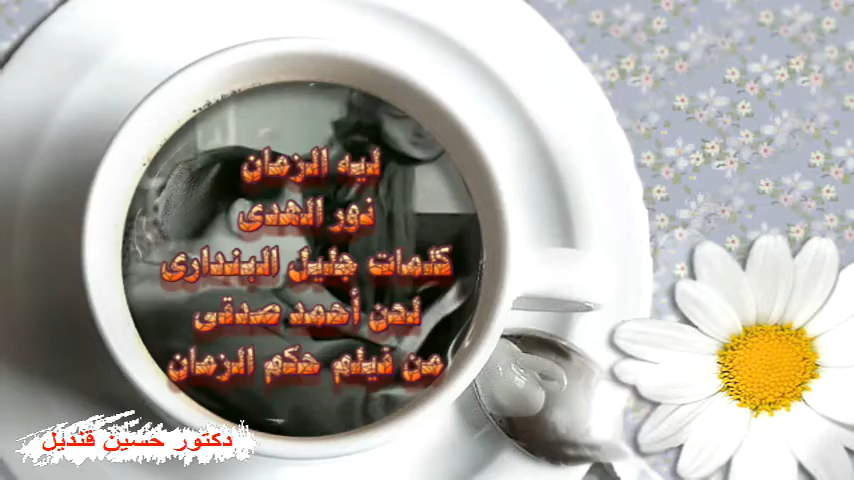 ليه الزمان
نور الهدى
كلمات جليل البندارى
لحن أحمد صدقى
من فيلم حكم الزمان
دكتور حسين قنديل